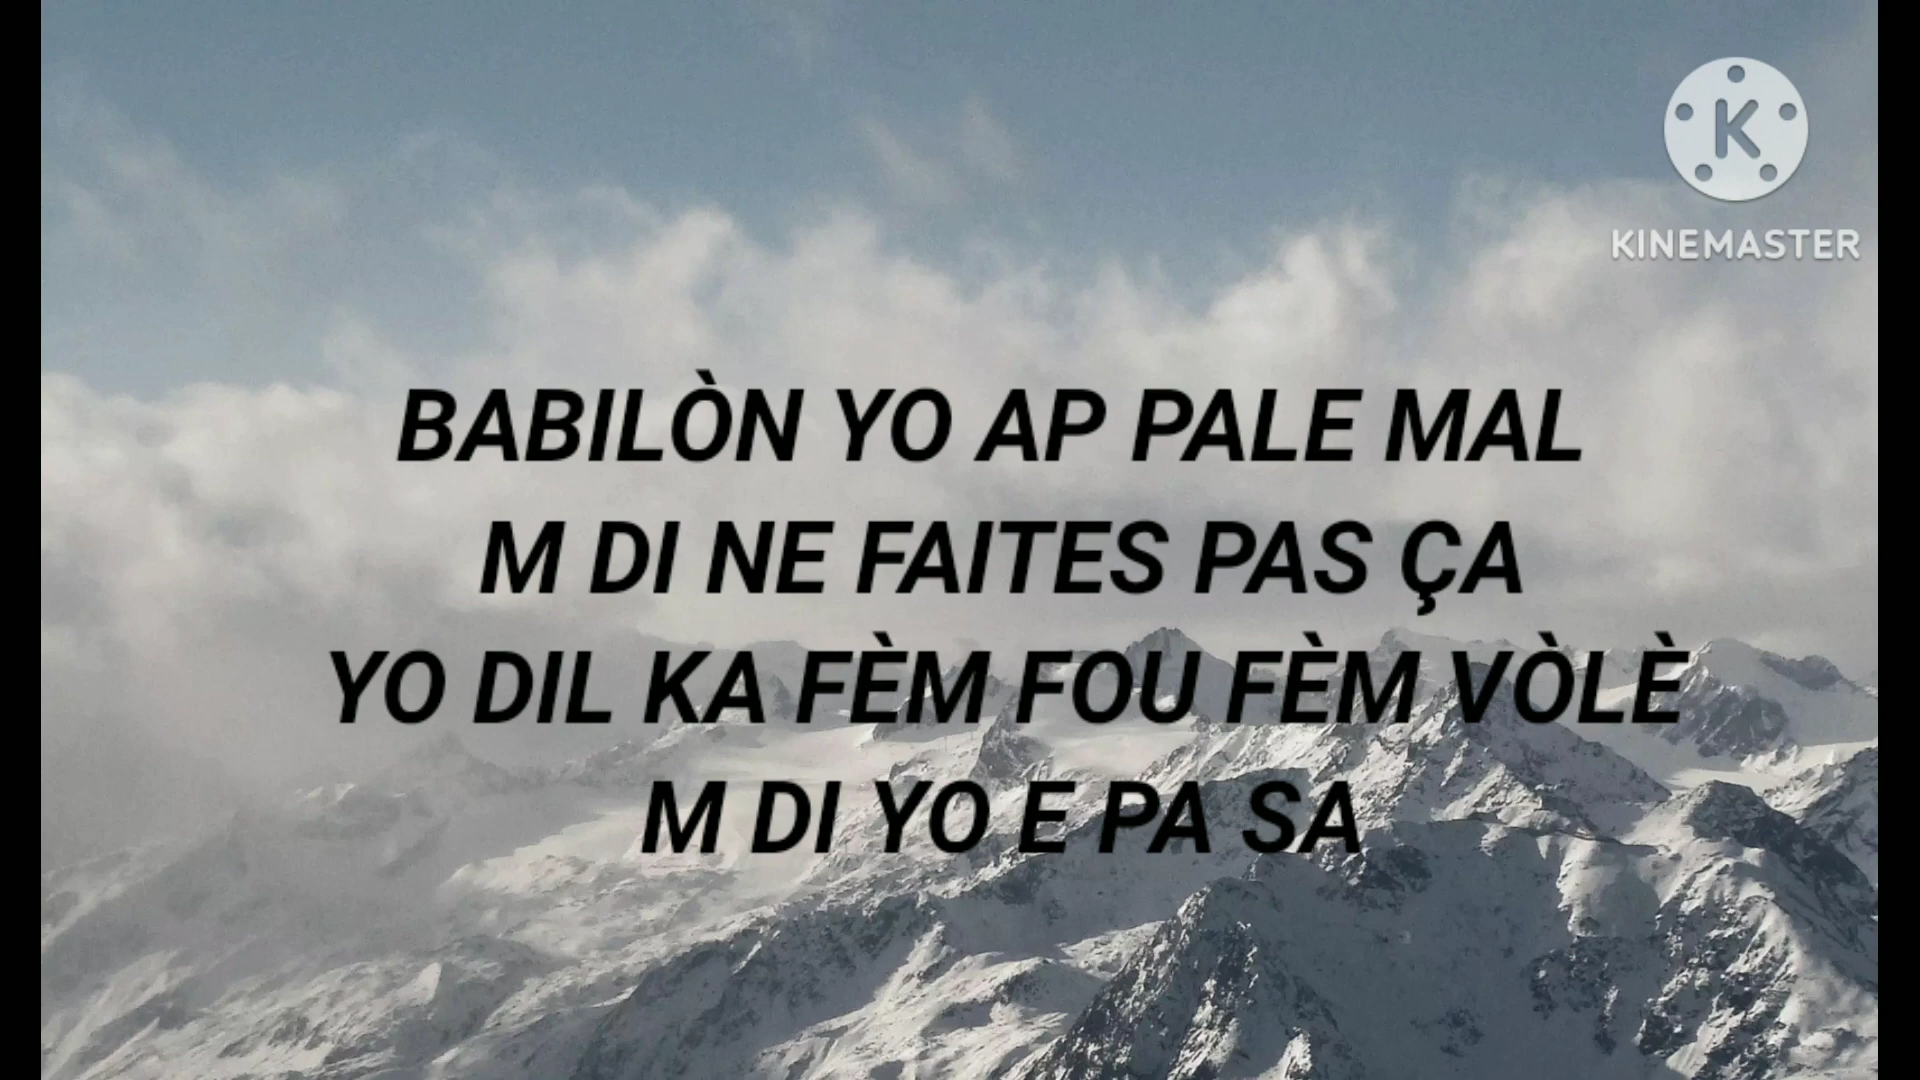 K
KINEMASTER
BABILÒN YO AP PALE MAL
M DI NE FAITES PAS ÇA
YO DIL KA FÈM FOU FÈM VÒLÈ
M DI YO E PA SA